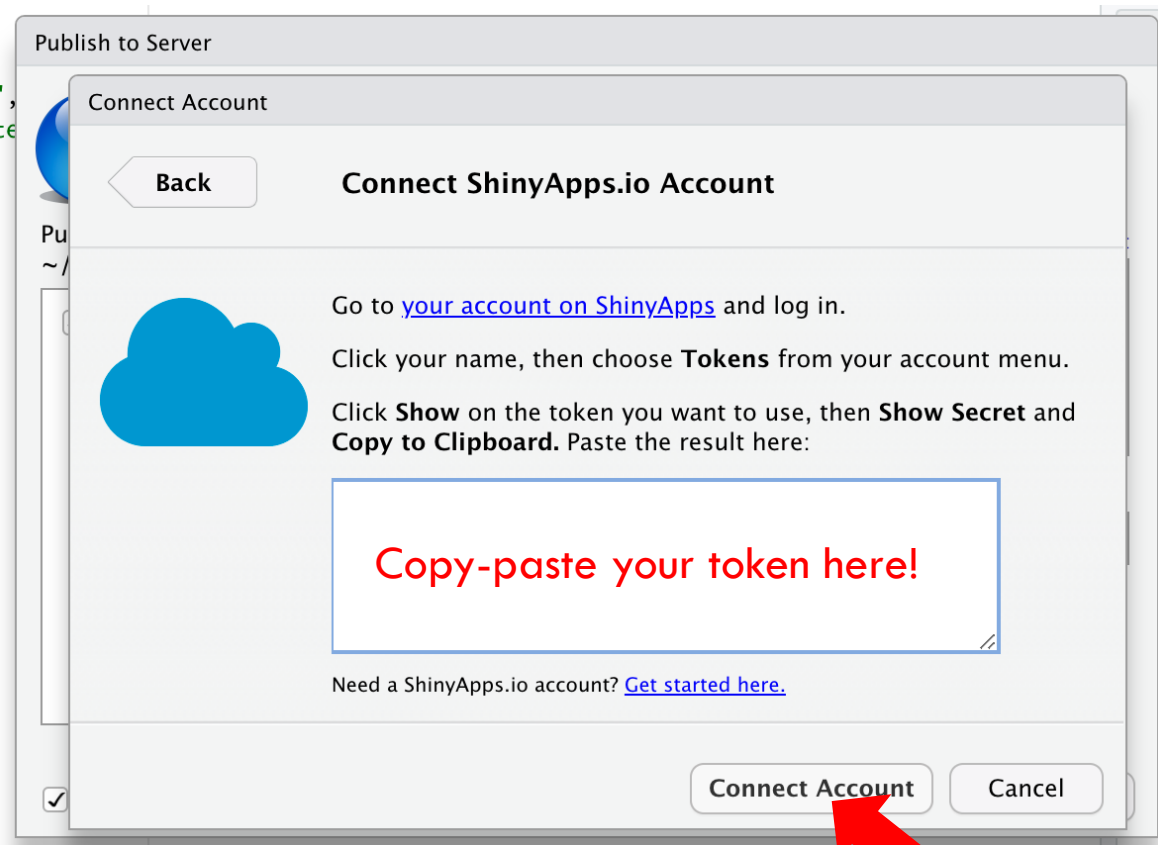 Publish to Server
Connect Account
Back
Connect ShinyApps.io Account
Pu
~/
Go to your account on ShinyApps and log in.
Click your name, then choose Tokens from your account menu.
Click Show on the token you want to use, then Show Secret and
Copy to Clipboard. Paste the result here:
Copy-paste your token here!
Need a ShinyApps.io account? Get started here.
Connect Account
Cancel